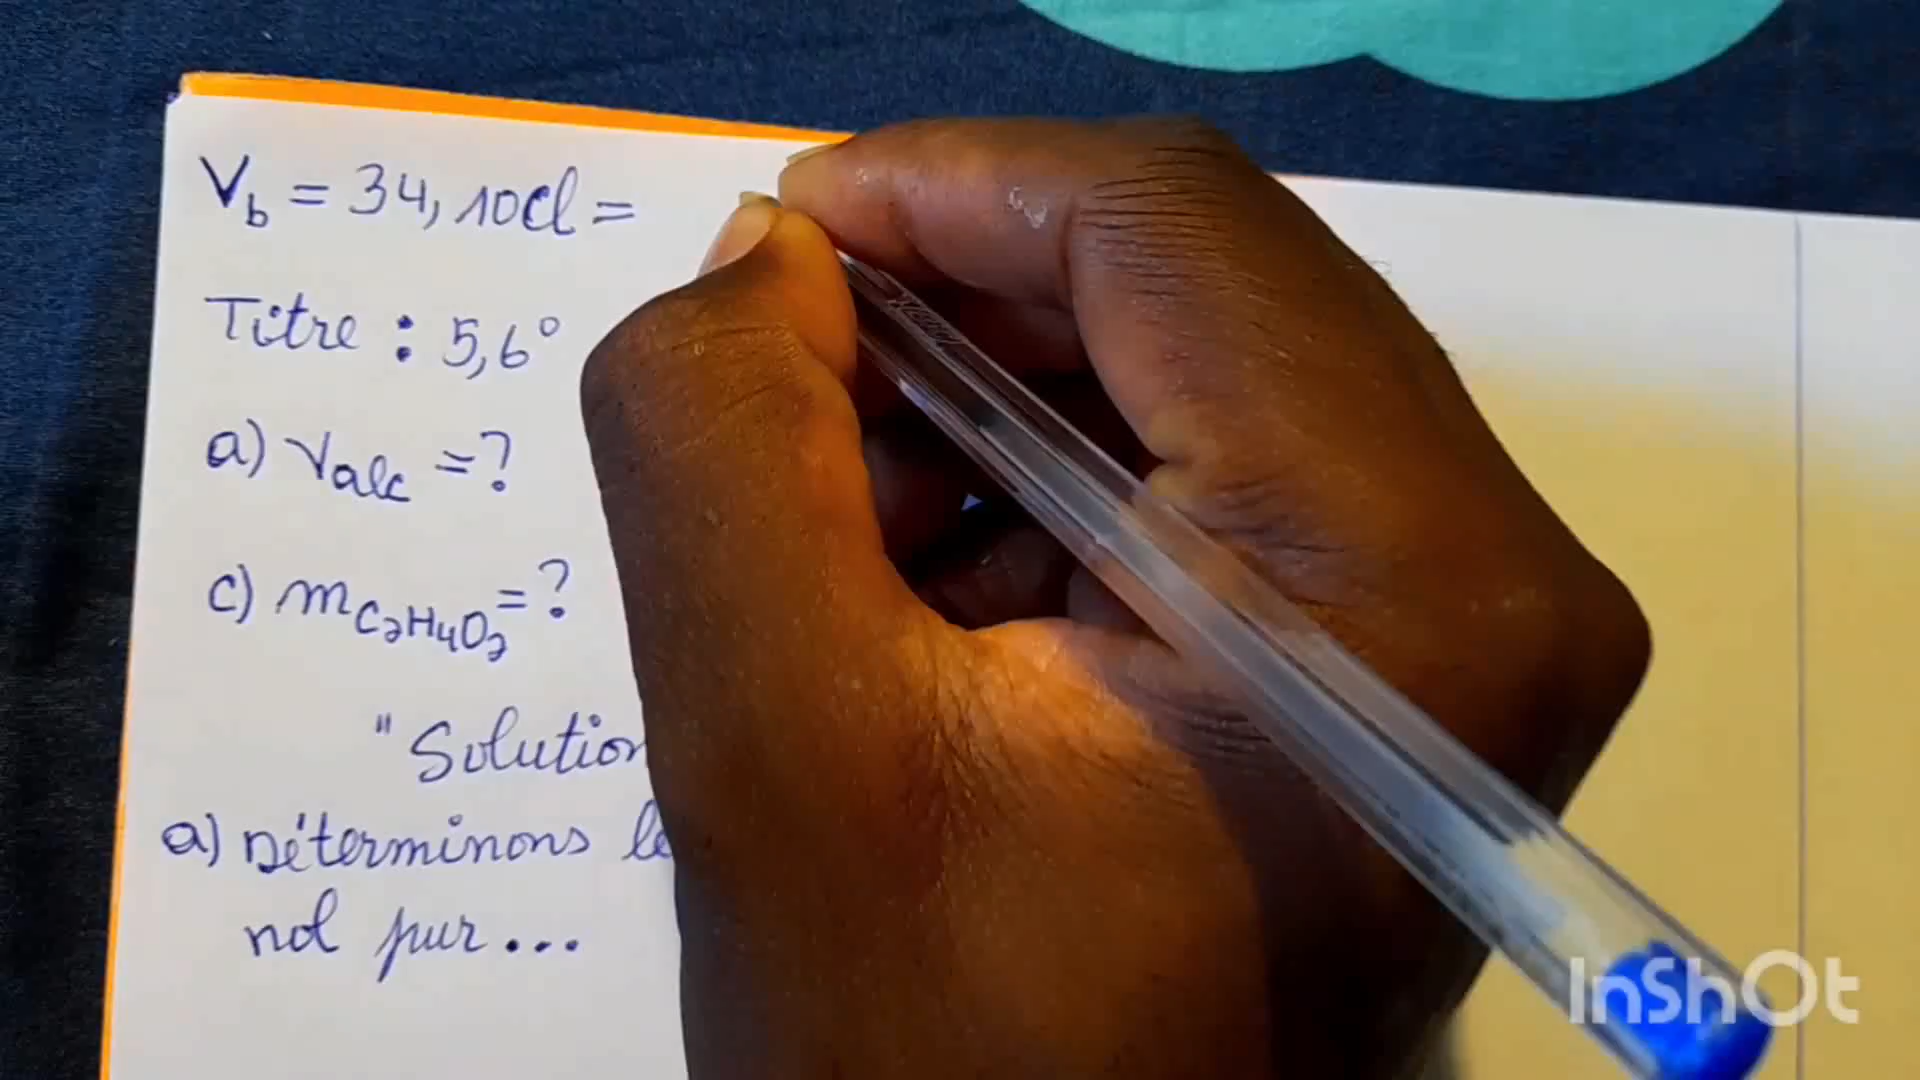 Vb = 34,10Cl =
Titre : 5,6°
a) Valc = ?
c) mC2H4O2 = ?
"Solution
a) Déterminons le
nol pur...
InShOt